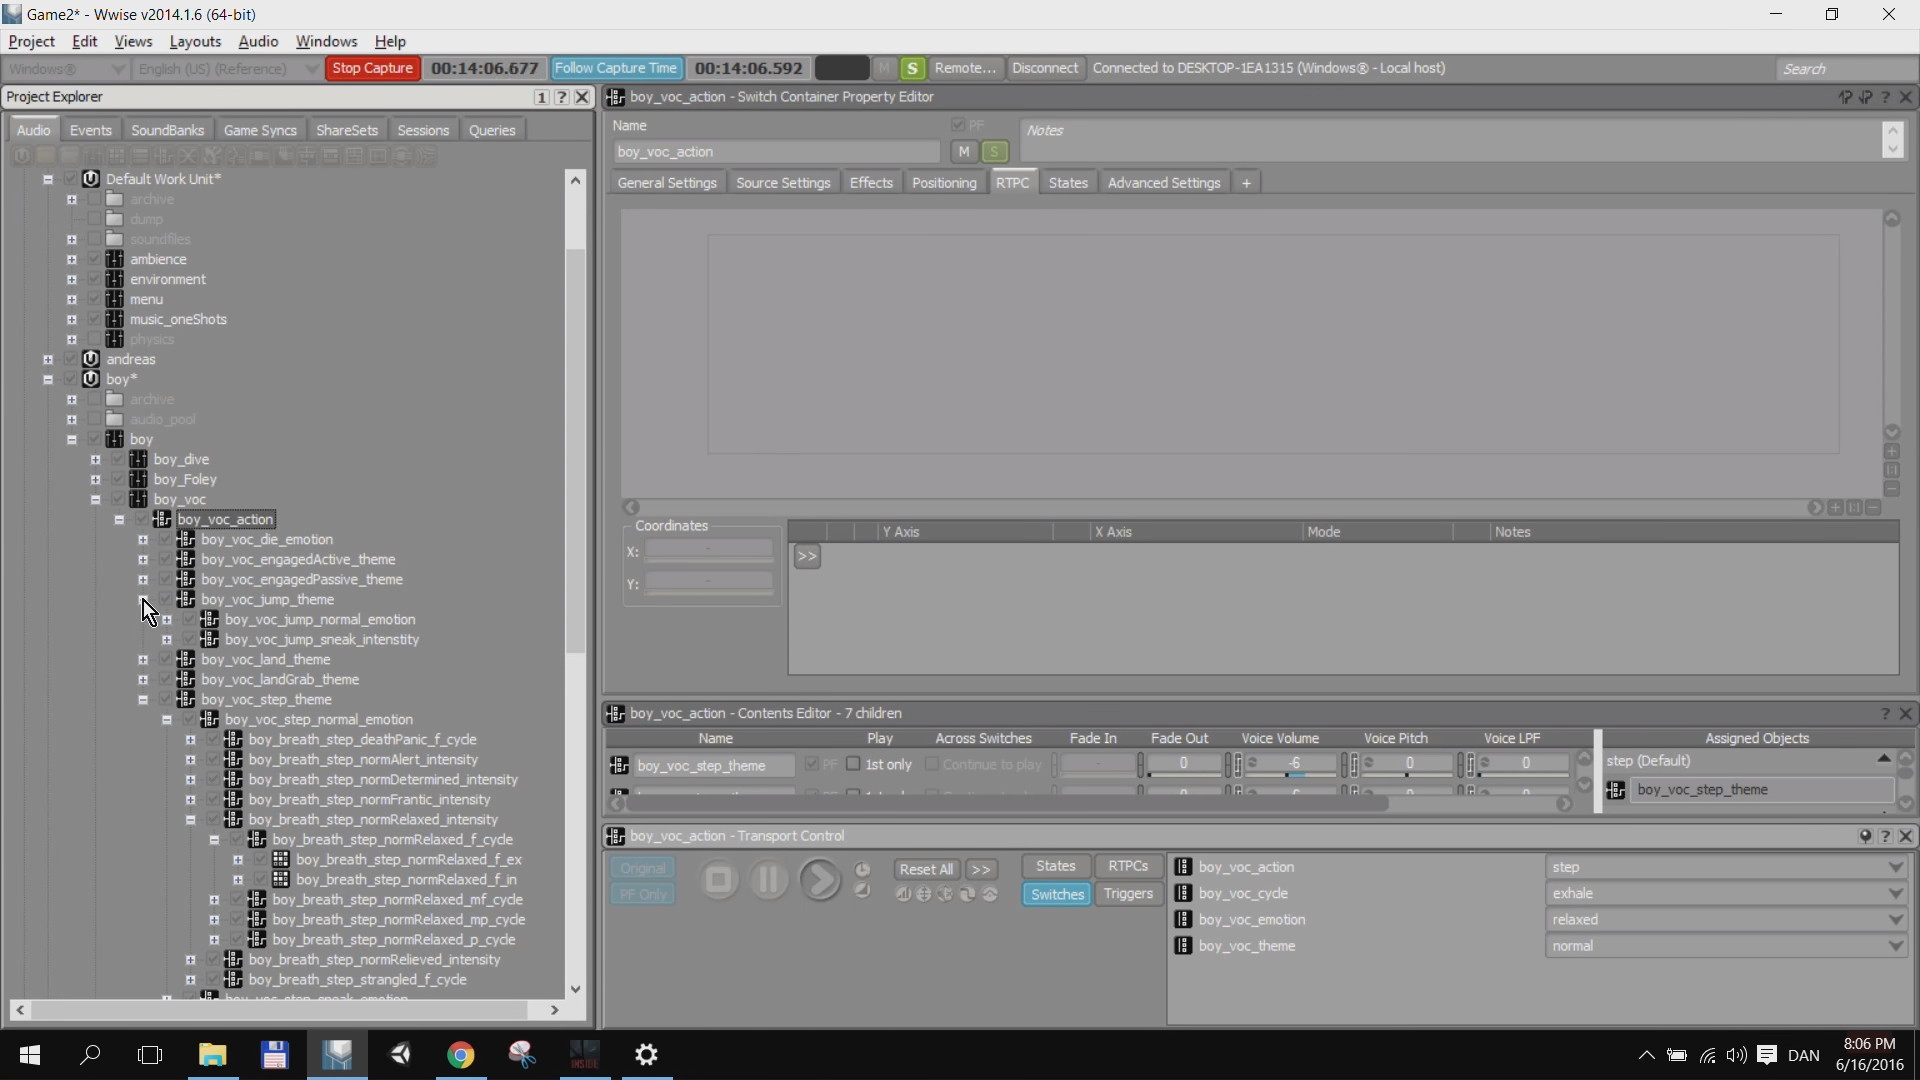 Game2* - Wwise v2014.1.6 (64-bit)
Project Edit Views Layouts Audio Windows Help
Windows® English (US) (Reference) Stop Capture 00:14:06.677 Follow Capture Time 00:14:06.592 M S Remote... Disconnect Connected to DESKTOP-1EA1315 (Windows® - Local host) Search
Project Explorer 1 ?
Audio Events SoundBanks Game Syncs ShareSets Sessions Queries
Default Work Unit*
archive
dump
soundfiles
ambience
environment
menu
music_oneShots
physics
andreas
boy*
archive
audio_pool
boy
boy_dive
boy_Foley
boy_voc
boy_voc_action
boy_voc_die_emotion
boy_voc_engagedActive_theme
boy_voc_engagedPassive_theme
boy_voc_jump_theme
boy_voc_jump_normal_emotion
boy_voc_jump_sneak_intenstity
boy_voc_land_theme
boy_voc_landGrab_theme
boy_voc_step_theme
boy_voc_step_normal_emotion
boy_breath_step_deathPanic_f_cycle
boy_breath_step_normAlert_intensity
boy_breath_step_normDetermined_intensity
boy_breath_step_normFrantic_intensity
boy_breath_step_normRelaxed_intensity
boy_breath_step_normRelaxed_f_cycle
boy_breath_step_normRelaxed_f_ex
boy_breath_step_normRelaxed_f_in
boy_breath_step_normRelaxed_mf_cycle
boy_breath_step_normRelaxed_mp_cycle
boy_breath_step_normRelaxed_p_cycle
boy_breath_step_normRelieved_intensity
boy_breath_step_strangled_f_cycle
boy_voc_step_sneak_emotion
boy_voc_action - Switch Container Property Editor ?
Name PF Notes
boy_voc_action M S
General Settings Source Settings Effects Positioning RTPC States Advanced Settings +
Coordinates
X: -
Y: -
Y Axis X Axis Mode Notes
>>
boy_voc_action - Contents Editor - 7 children ?
Name Play Across Switches Fade In Fade Out Voice Volume Voice Pitch Voice LPF Assigned Objects
boy_voc_step_theme PF 1st only Continue to play - 0 -6 0 0
step (Default)
boy_voc_step_theme
boy_voc_action - Transport Control ?
Original
PF Only
Reset All >>
States RTPCs
Switches Triggers
boy_voc_action step
boy_voc_cycle exhale
boy_voc_emotion relaxed
boy_voc_theme normal
INSIDE
DAN
8:06 PM
6/16/2016